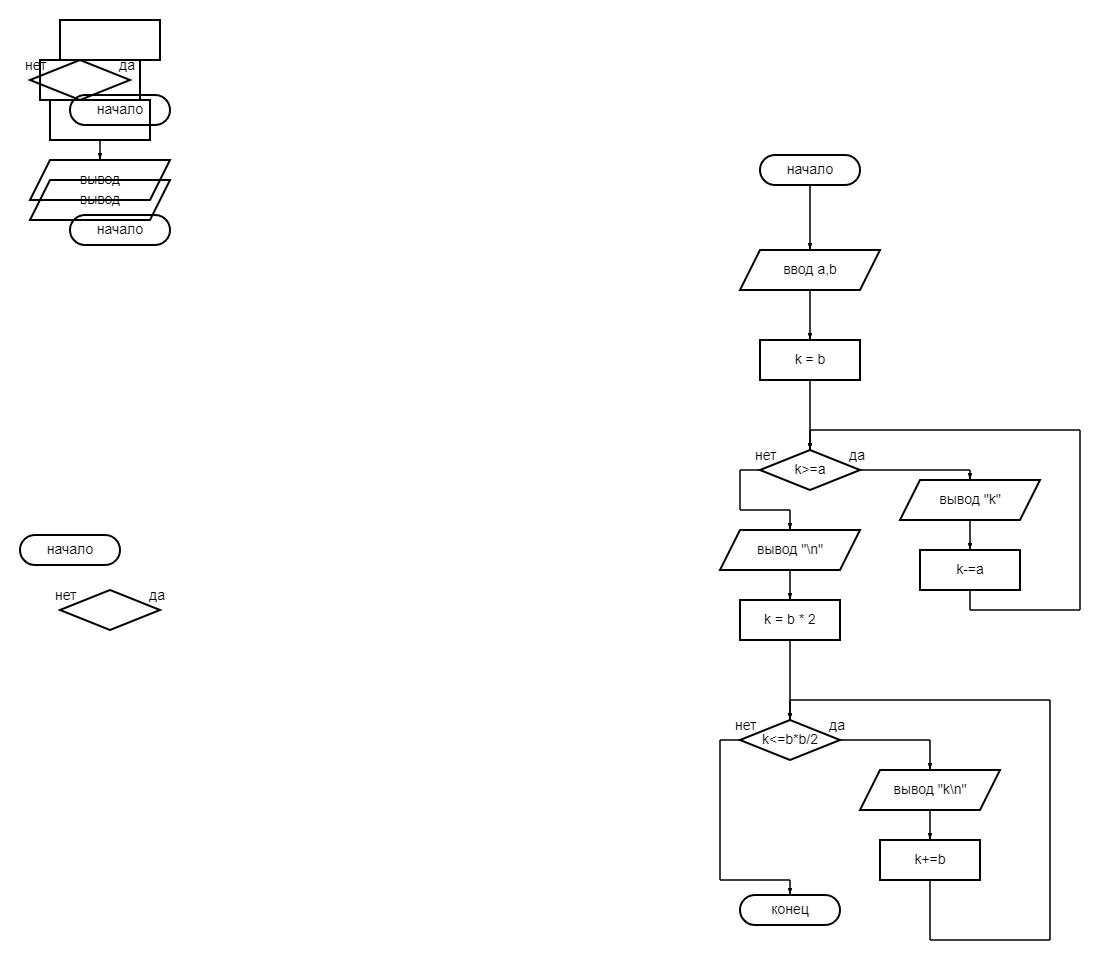 нет
да
начало
вывод
вывод
начало
начало
нет
да
начало
ввод a,b
k = b
нет
да
k>=a
вывод "k"
вывод "\n"
k-=a
k = b * 2
нет
да
k<=b*b/2
вывод "k\n"
k+=b
конец